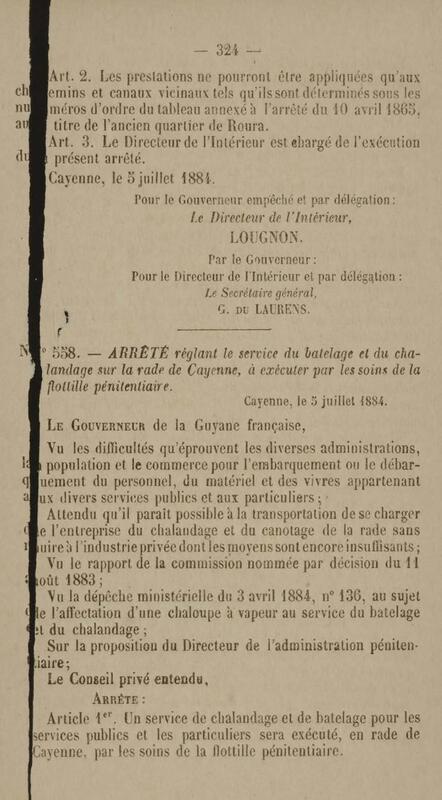 — 324 —
Art. 2. Les prestations ne pourront être appliquées qu'aux
chemins et canaux vicinaux tels qu'ils sont déterminés sous les
numéros d'ordre du tableau annexé à l'arrêté du 10 avril 1865,
au titre de l'ancien quartier de Roura.
Art. 3. Le Directeur de l'Intérieur est chargé de l'exécution
du présent arrêté.
Cayenne, le 5 juillet 1884.
Pour le Gouverneur empêché et par délégation :
Le Directeur de l'Intérieur,
LOUGNON.
Par le Gouverneur :
Pour le Directeur de l'Intérieur et par délégation :
Le Secrétaire général,
G. DU LAURENS.
N° 558. — ARRÊTÉ réglant le service du batelage et du cha-
landage sur la rade de Cayenne, à exécuter par les soins de la
flottille pénitentiaire.
Cayenne, le 5 juillet 1884.
LE GOUVERNEUR de la Guyane française,
Vu les difficultés qu'éprouvent les diverses administrations,
la population et le commerce pour l'embarquement ou le débar-
quement du personnel, du matériel et des vivres appartenant
aux divers services publics et aux particuliers ;
Attendu qu'il paraît possible à la transportation de se charger
de l'entreprise du chalandage et du canotage de la rade sans
nuire à l'industrie privée dont les moyens sont encore insuffisants ;
Vu le rapport de la commission nommée par décision du 11
août 1883 ;
Vu la dépêche ministérielle du 3 avril 1884, n° 136, au sujet
de l'affectation d'une chaloupe à vapeur au service du batelage
et du chalandage ;
Sur la proposition du Directeur de l'administration péniten-
tiaire ;
Le Conseil privé entendu,
ARRÊTE :
Article 1er. Un service de chalandage et de batelage pour les
services publics et les particuliers sera exécuté, en rade de
Cayenne, par les soins de la flottille pénitentiaire.